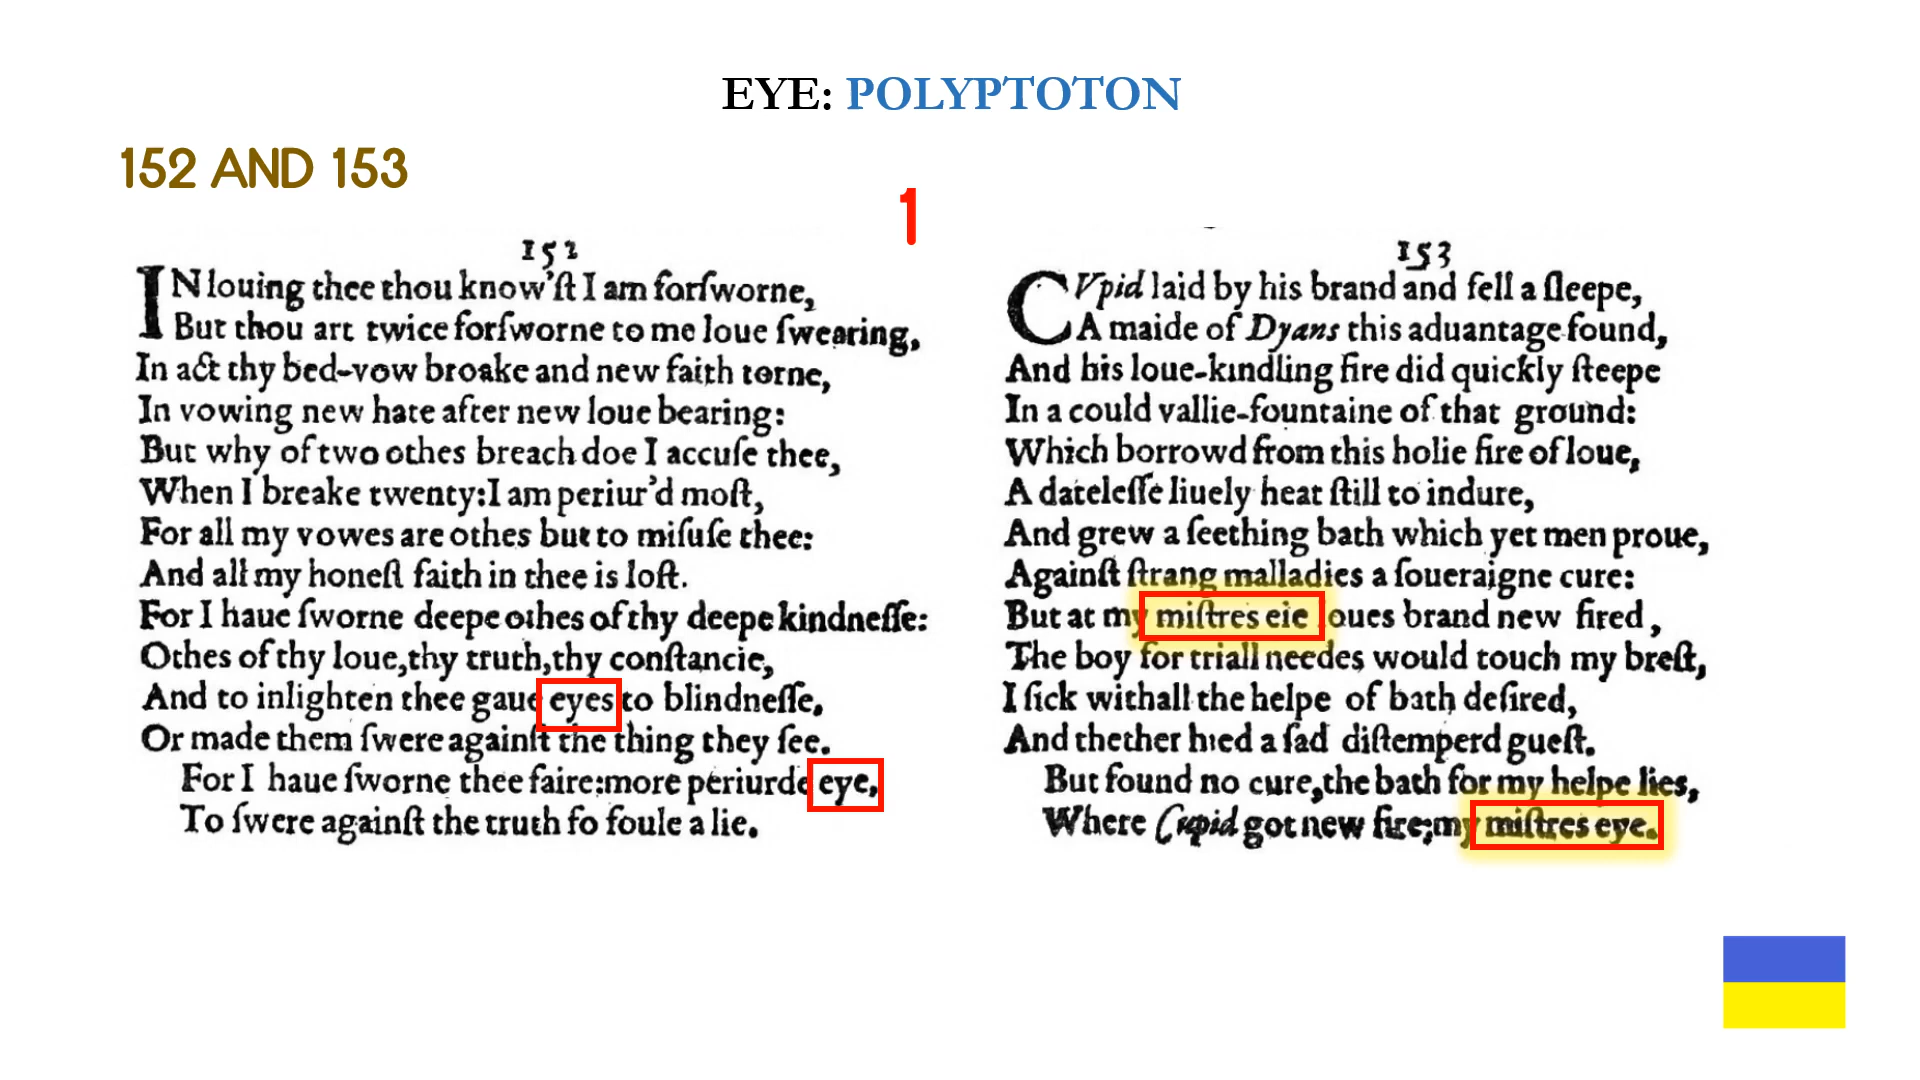 EYE: POLYPTOTON
152 AND 153
1
152
IN louing thee thou know'ſt I am forſworne,
But thou art twice forſworne to me loue ſwearing,
In act thy bed-vow broake and new faith torne,
In vowing new hate after new loue bearing:
But why of two othes breach doe I accuſe thee,
When I breake twenty:I am periur'd moſt,
For all my vowes are othes but to miſuſe thee:
And all my honeſt faith in thee is loſt.
For I haue ſworne deepe othes of thy deepe kindneſſe:
Othes of thy loue,thy truth,thy conſtancie,
And to inlighten thee gaue eyes to blindneſſe.
Or made them ſwere againſt the thing they ſee.
For I haue ſworne thee faire:more periurde eye,
To ſwere againſt the truth ſo foule a lie.
153
CVpid laid by his brand and fell a ſleepe,
A maide of Dyans this aduantage found,
And his loue-kindling fire did quickly ſteepe
In a could vallie-fountaine of that ground:
Which borrowd from this holie fire of loue,
A dateleſſe liuely heat ſtill to indure,
And grew a ſeething bath which yet men proue,
Againſt ſtrang malladies a ſoueraigne cure:
But at my miſtres eie loues brand new fired,
The boy for triall needes would touch my breſt,
I ſick withall the helpe of bath deſired,
And thether hied a ſad diſtemperd gueſt.
But found no cure,the bath for my helpe lies,
Where Cupid got new fire;my miſtres eye.